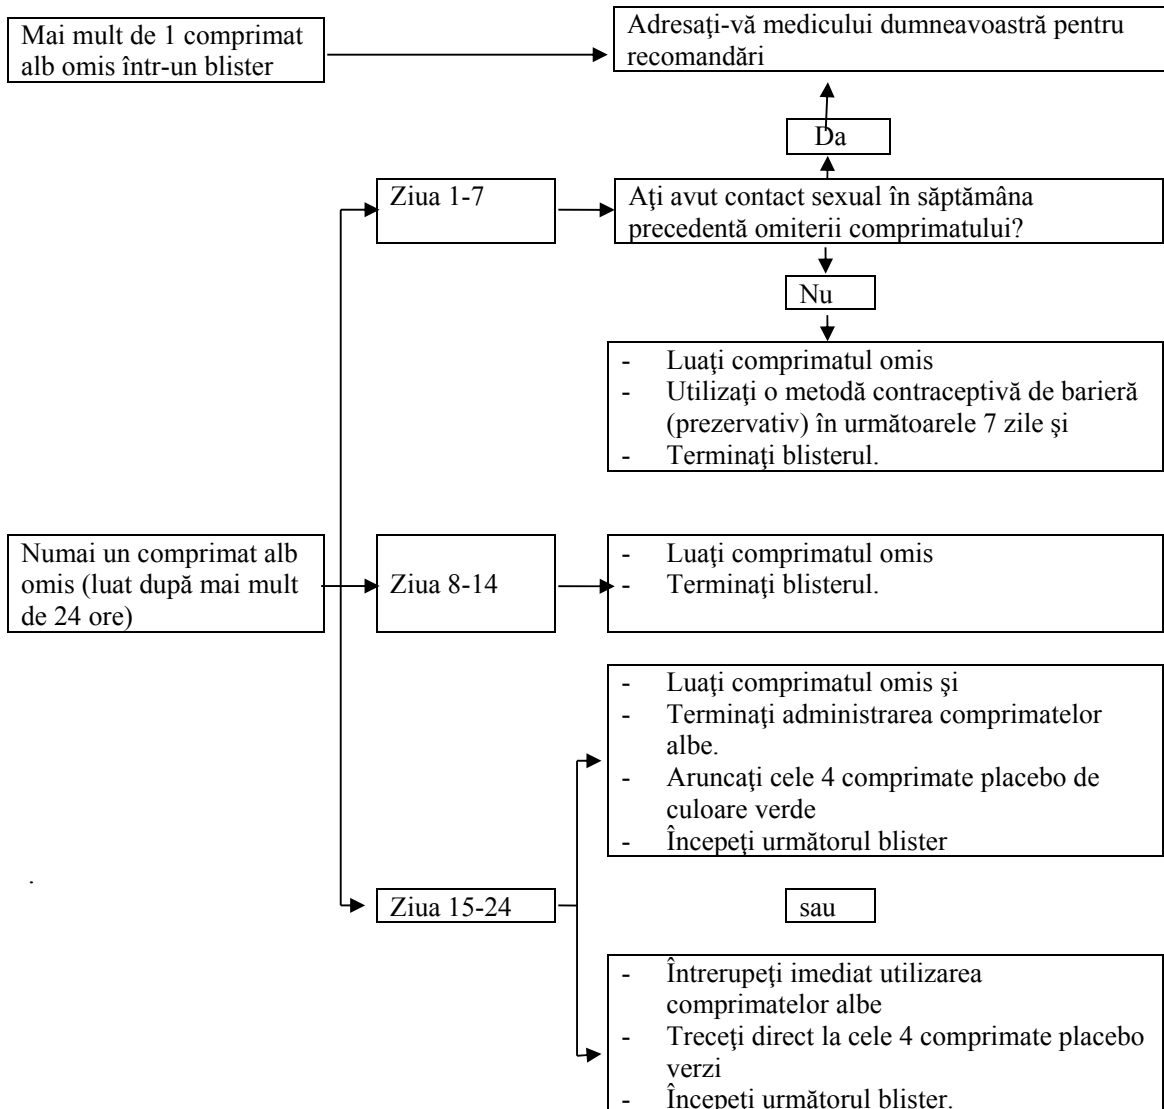 Mai mult de 1 comprimat
alb omis într-un blister
Adresaţi-vă medicului dumneavoastră pentru
recomandări
Da
Ziua 1-7
Aţi avut contact sexual în săptămâna
precedentă omiterii comprimatului?
Nu
- Luaţi comprimatul omis
- Utilizaţi o metodă contraceptivă de barieră
(prezervativ) în următoarele 7 zile şi
- Terminaţi blisterul.
Numai un comprimat alb
omis (luat după mai mult
de 24 ore)
Ziua 8-14
- Luaţi comprimatul omis
- Terminaţi blisterul.
- Luaţi comprimatul omis şi
- Terminaţi administrarea comprimatelor
albe.
- Aruncaţi cele 4 comprimate placebo de
culoare verde
- Începeţi următorul blister
.
Ziua 15-24
sau
- Întrerupeţi imediat utilizarea
comprimatelor albe
- Treceţi direct la cele 4 comprimate placebo
verzi
- Începeţi următorul blister.